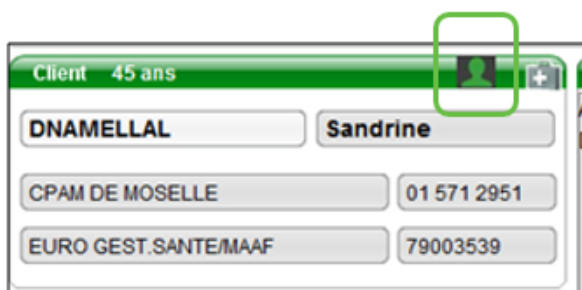 Client 45 ans
DNAMELLAL Sandrine
CPAM DE MOSELLE 01 571 2951
EURO GEST.SANTE/MAAF 79003539